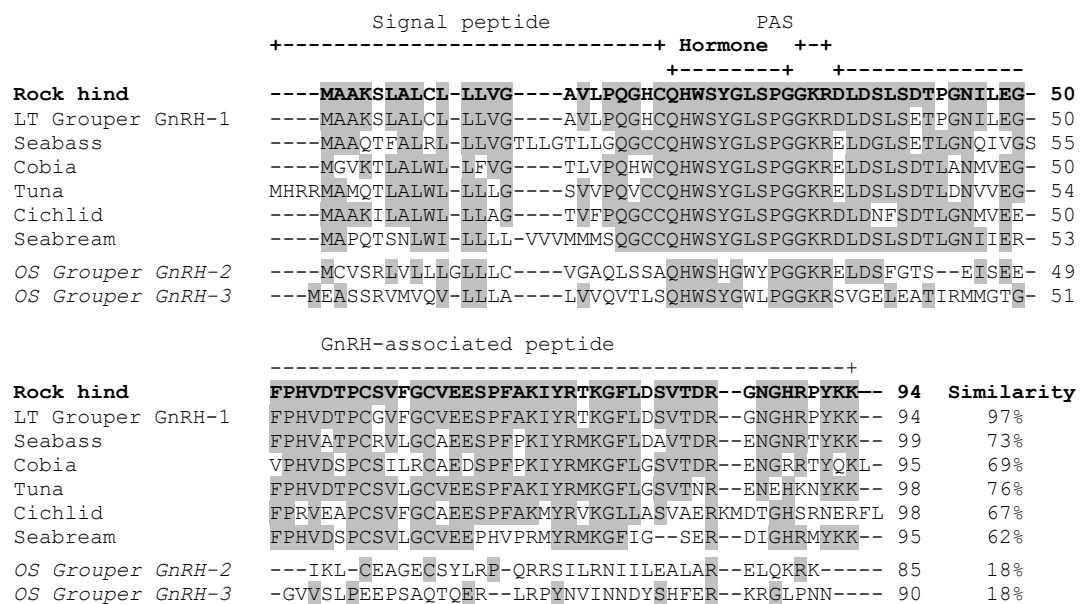 Signal peptide PAS
+------------------------------+ Hormone +-+
+---------+ +---------------
Rock hind ----MAAKSLALCL-LLVG----AVLPQGHCQHWSYGLSPGGKRDLDSLSDTPGNILEG- 50
LT Grouper GnRH-1 ----MAAKSLALCL-LLVG----AVLPQGHCQHWSYGLSPGGKRDLDSLSETPGNILEG- 50
Seabass ----MAAQTFALRL-LLVGTLLGTLLGQGCCQHWSYGLSPGGKRELDGLSETLGNQIVGS 55
Cobia ----MGVKTLALWL-LFVG----TLVPQHWCQHWSYGLSPGGKRELDSLSDTLANMVEG- 50
Tuna MHRRMAMQTLALWL-LLLG----SVVPQVCCQHWSYGLSPGGKRELDSLSDTLDNVVEG- 54
Cichlid ----MAAKILALWL-LLAG----TVFPQGCCQHWSYGLSPGGKRDLDNFSDTLGNMVEE- 50
Seabream ----MAPQTSNLWI-LLLL-VVVMMMSQGCCQHWSYGLSPGGKRDLDSLSDTLGNIIER- 53
OS Grouper GnRH-2 ----MCVSRLVLLLGLLLC----VGAQLSSAQHWSHGWYPGGKRELDSFGTS--EISEE- 49
OS Grouper GnRH-3 ---MEASSRVMVQV-LLLA----LVVQVTLSQHWSYGWLPGGKRSVGELEATIRMMGTG- 51
GnRH-associated peptide
---------------------------------------------+
Rock hind FPHVDTPCSVFGCVEESPFAKIYRTKGFLDSVTDR--GNGHRPYKK-- 94 Similarity
LT Grouper GnRH-1 FPHVDTPCGVFGCVEESPFAKIYRTKGFLDSVTDR--GNGHRPYKK-- 94 97%
Seabass FPHVATPCRVLGCAEESPFPKIYRMKGFLDAVTDR--ENGNRTYKK-- 99 73%
Cobia VPHVDSPCSILRCAEDSPFPKIYRMKGFLGSVTDR--ENGRRTYQKL- 95 69%
Tuna FPHVDTPCSVLGCVEESPFAKIYRMKGFLGSVTNR--ENEHKNYKK-- 98 76%
Cichlid FPRVEAPCSVFGCAEESPFAKMYRVKGLLASVAERKMDTGHSRNERFL 98 67%
Seabream FPHVDSPCSVLGCVEEPHVPRMYRMKGFIG--SER--DIGHRMYKK-- 95 62%
OS Grouper GnRH-2 ---IKL-CEAGECSYLRP-QRRSILRNIILEALAR--ELQKRK----- 85 18%
OS Grouper GnRH-3 -GVVSLPEEPSAQTQER--LRPYNVINNDYSHFER--KRGLPNN---- 90 18%